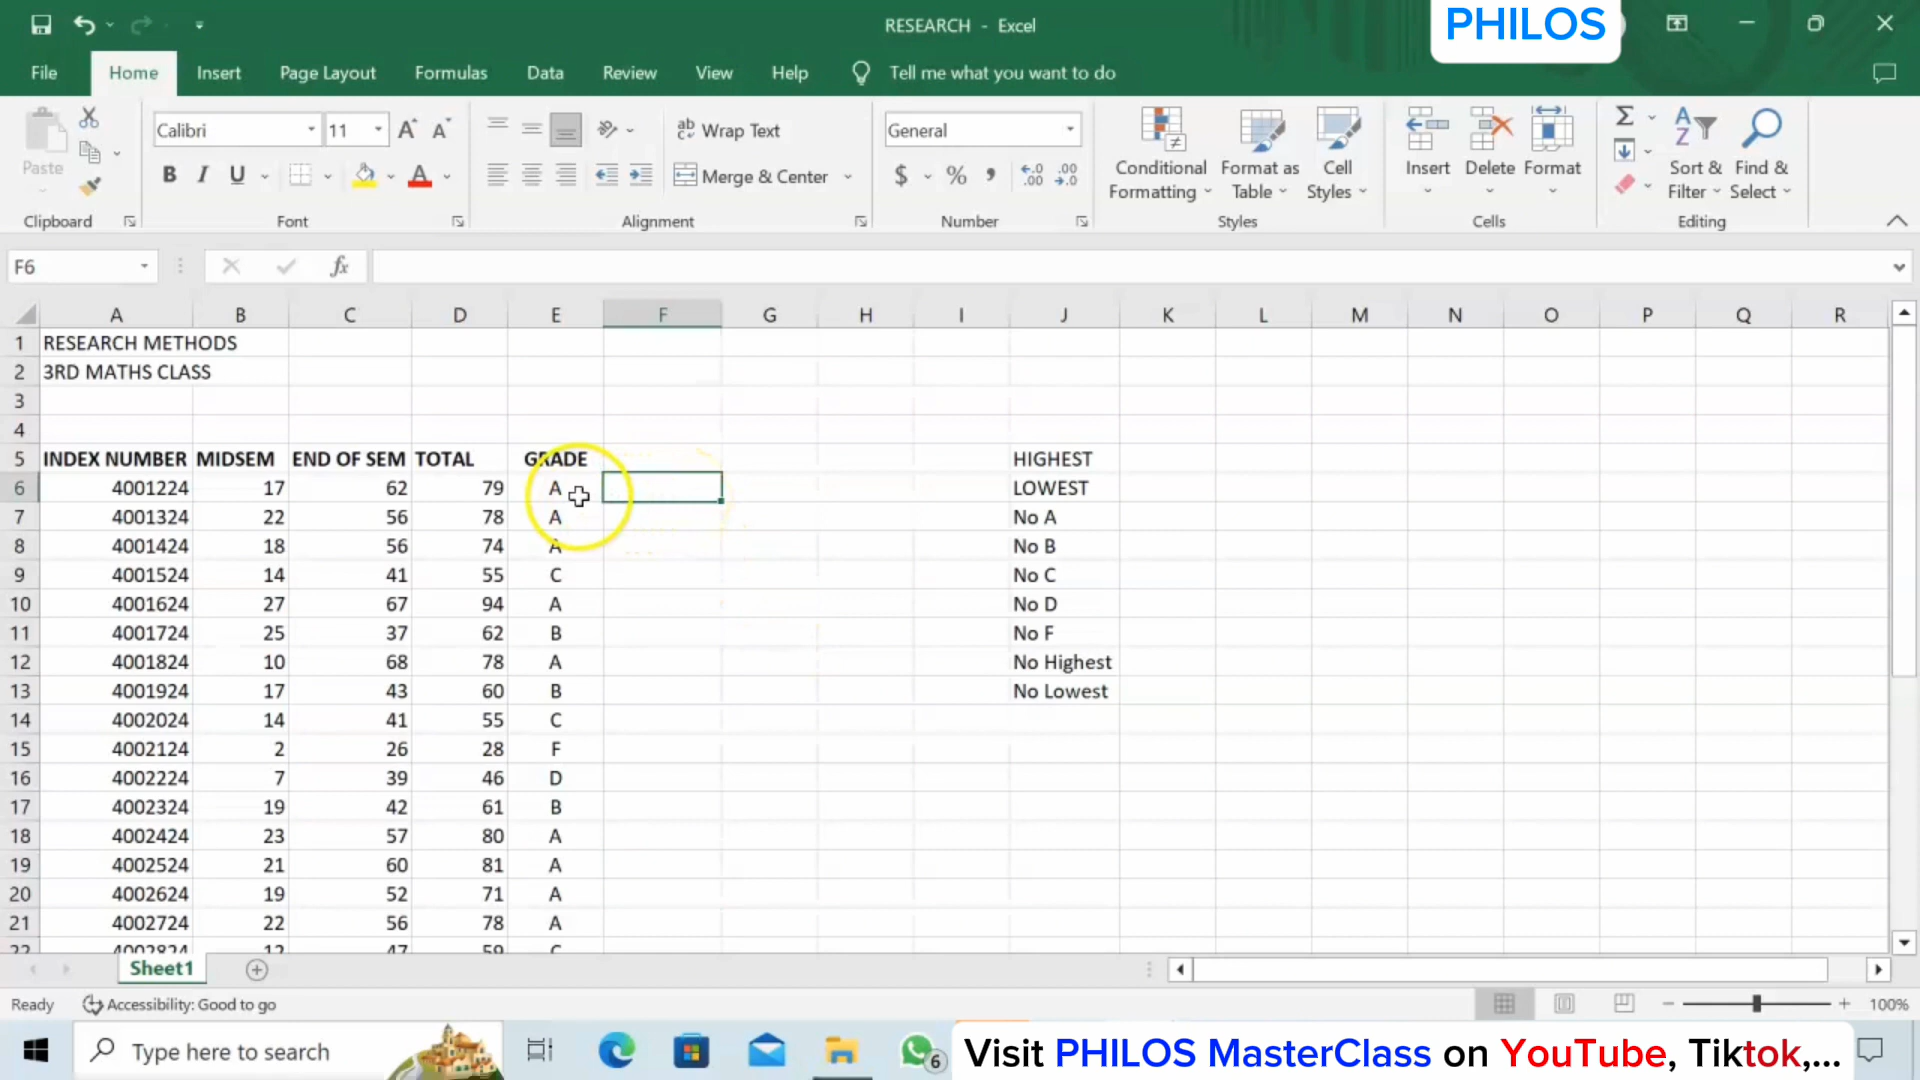 RESEARCH - Excel
PHILOS
File Home Insert Page Layout Formulas Data Review View Help Tell me what you want to do
Calibri 11 Wrap Text General
Paste B I U Merge & Center $ % Conditional Formatting Format as Table Cell Styles Insert Delete Format Sort & Filter Find & Select
Clipboard Font Alignment Number Styles Cells Editing
F6 fx
A B C D E F G H I J K L M N O P Q R
1 RESEARCH METHODS
2 3RD MATHS CLASS
3
4
5 INDEX NUMBER MIDSEM END OF SEM TOTAL GRADE HIGHEST
6 4001224 17 62 79 A LOWEST
7 4001324 22 56 78 A No A
8 4001424 18 56 74 A No B
9 4001524 14 41 55 C No C
10 4001624 27 67 94 A No D
11 4001724 25 37 62 B No F
12 4001824 10 68 78 A No Highest
13 4001924 17 43 60 B No Lowest
14 4002024 14 41 55 C
15 4002124 2 26 28 F
16 4002224 7 39 46 D
17 4002324 19 42 61 B
18 4002424 23 57 80 A
19 4002524 21 60 81 A
20 4002624 19 52 71 A
21 4002724 22 56 78 A
22 4002824 12 47 59 C
Sheet1
Ready Accessibility: Good to go 100%
Type here to search 6 Visit PHILOS MasterClass on YouTube, Tiktok,...